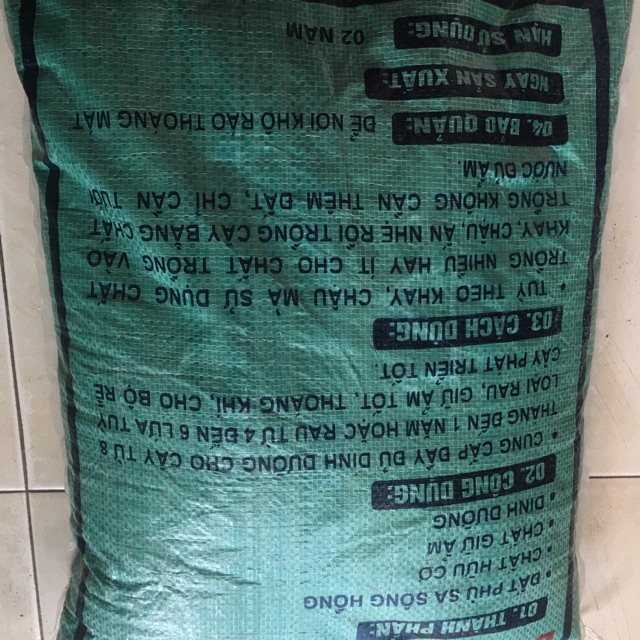 01. THÀNH PHẦN:
• ĐẤT PHÙ SA SÔNG HỒNG
• CHẤT HỮU CƠ
• CHẤT GIỮ ẨM
• DINH DƯỠNG
02. CÔNG DỤNG:
• CUNG CẤP ĐẦY ĐỦ DINH DƯỠNG CHO CÂY TỪ 8
THÁNG ĐẾN 1 NĂM HOẶC RAU TỪ 4 ĐẾN 6 LỨA TUỲ
LOẠI RAU, GIỮ ẨM TỐT, THOÁNG KHÍ, CHO BỘ RỄ
CÂY PHÁT TRIỂN TỐT.
03. CÁCH DÙNG:
• TUỲ THEO KHAY, CHẬU MÀ SỬ DỤNG CHẤT
TRỒNG NHIỀU HAY ÍT CHO CHẤT TRỒNG VÀO
KHAY, CHẬU, ẤN NHẸ RỒI TRỒNG CÂY BẰNG CHẤT
TRỒNG KHÔNG CẦN THÊM ĐẤT, CHỈ CẦN TƯỚI
NƯỚC ĐỦ ẨM.
04. BẢO QUẢN: ĐỂ NƠI KHÔ RÁO THOÁNG MÁT
NGÀY SẢN XUẤT:
HẠN SỬ DỤNG: 02 NĂM